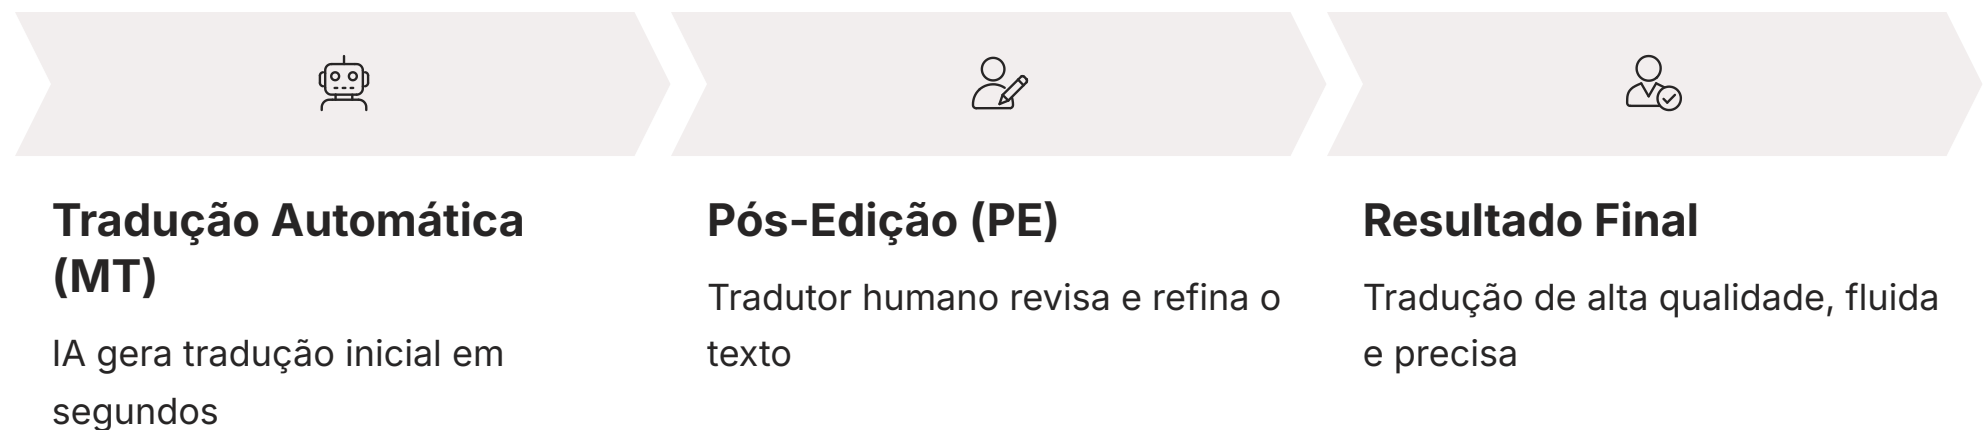 Tradução Automática
(MT)
IA gera tradução inicial em
segundos
Pós-Edição (PE)
Tradutor humano revisa e refina o
texto
Resultado Final
Tradução de alta qualidade, fluida
e precisa